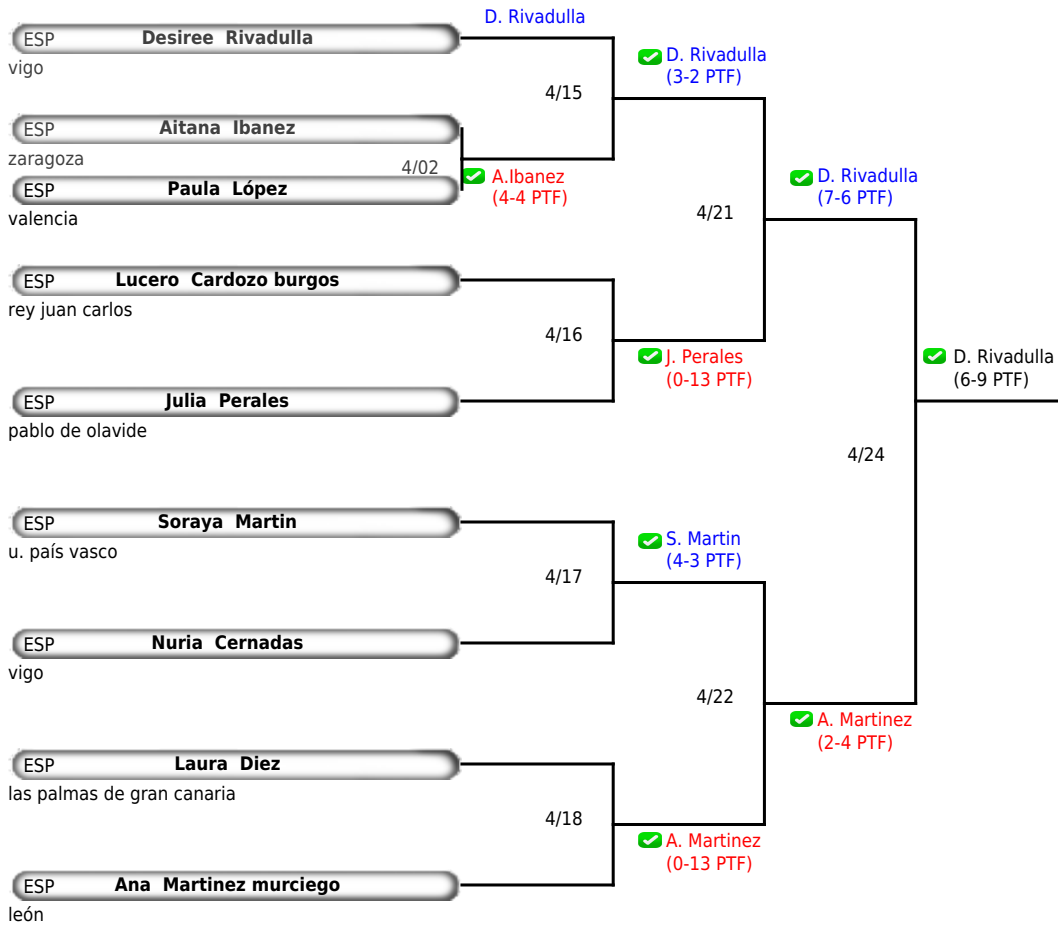 D. Rivadulla
ESP Desiree Rivadulla
vigo
D. Rivadulla
(3-2 PTF)
4/15
ESP Aitana Ibanez
zaragoza
4/02
A.Ibanez
(4-4 PTF)
ESP Paula López
valencia
D. Rivadulla
(7-6 PTF)
4/21
ESP Lucero Cardozo burgos
rey juan carlos
4/16
J. Perales
(0-13 PTF)
D. Rivadulla
(6-9 PTF)
ESP Julia Perales
pablo de olavide
4/24
ESP Soraya Martin
u. país vasco
S. Martin
(4-3 PTF)
4/17
ESP Nuria Cernadas
vigo
4/22
A. Martinez
(2-4 PTF)
ESP Laura Diez
las palmas de gran canaria
4/18
A. Martinez
(0-13 PTF)
ESP Ana Martinez murciego
león